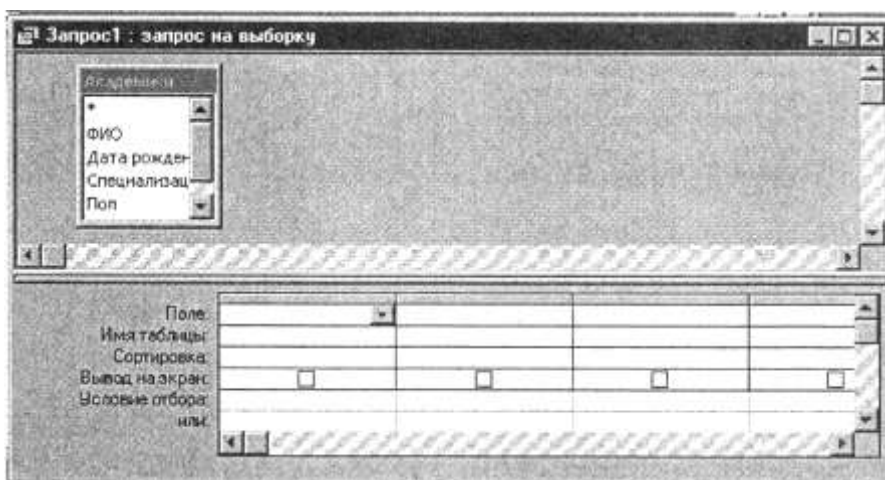 Запрос1 : запрос на выборку
Академики
*
ФИО
Дата рожден
Специализац
Пол
Поле:
Имя таблицы:
Сортировка:
Вывод на экран:
Условие отбора:
или: